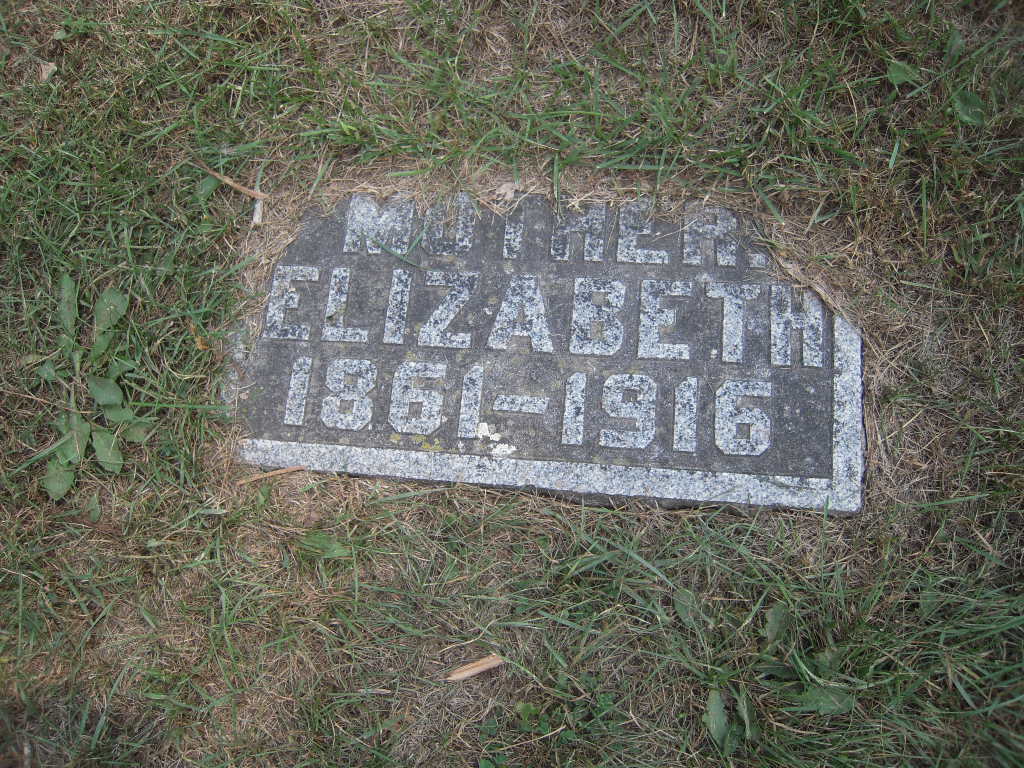 MOTHER.
ELIZABETH
1861-1916